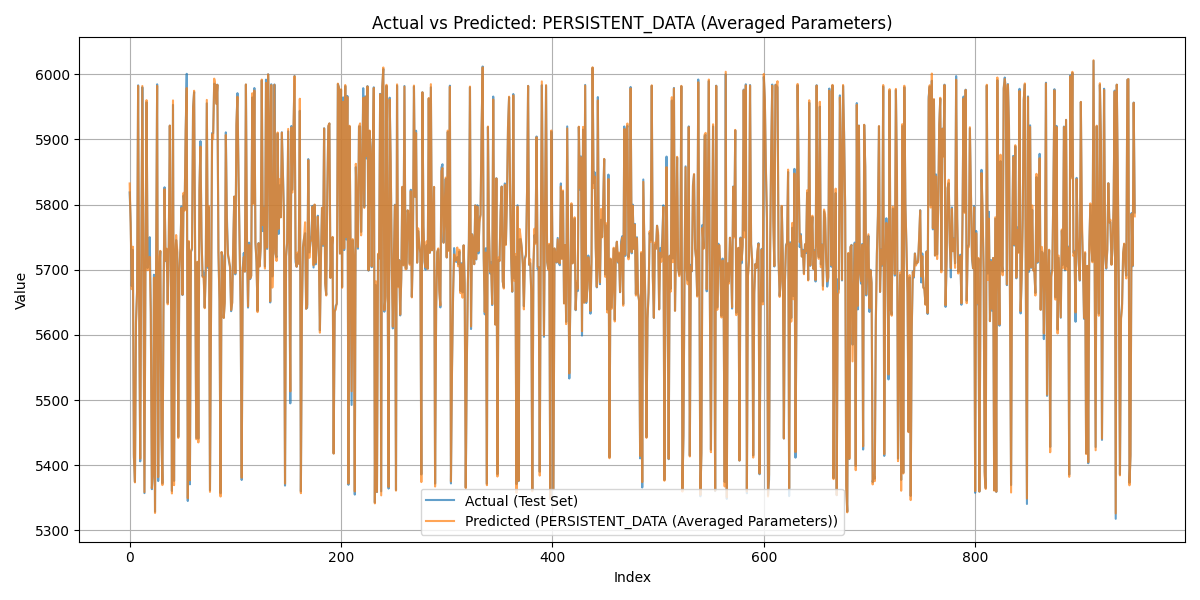 Actual vs Predicted: PERSISTENT_DATA (Averaged Parameters)
Value
6000
5900
5800
5700
5600
5500
5400
5300
Actual (Test Set)
Predicted (PERSISTENT_DATA (Averaged Parameters))
0
200
400
600
800
Index